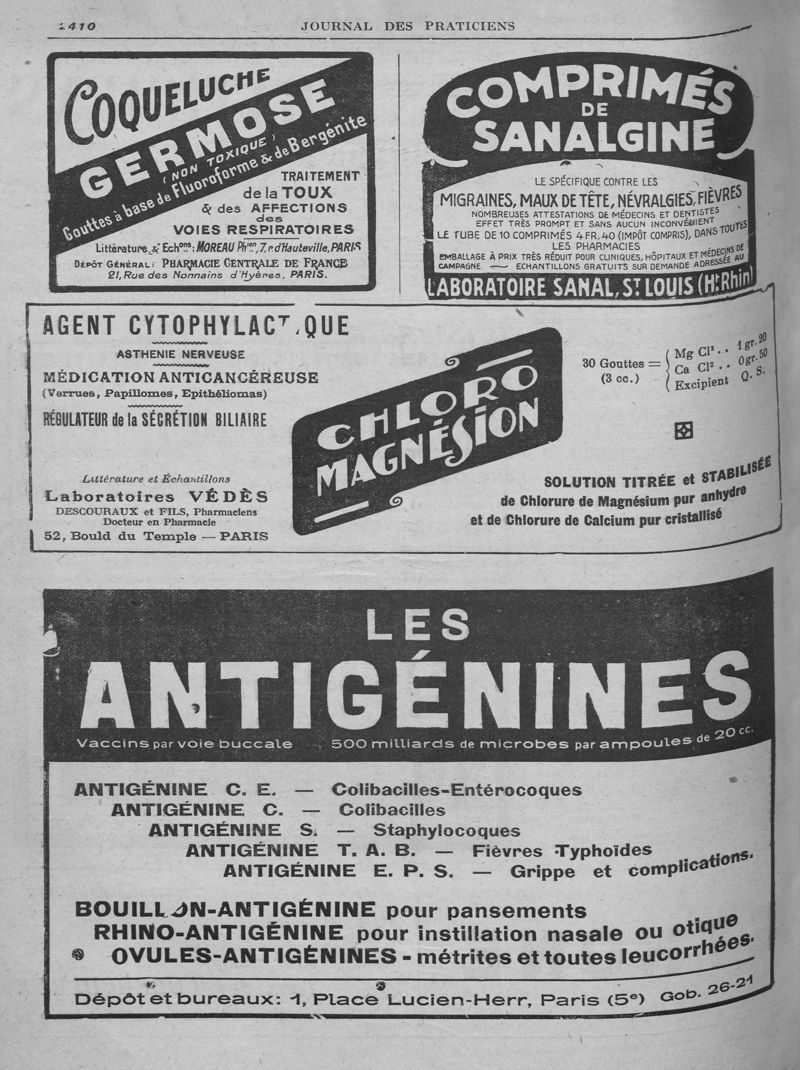 2410
JOURNAL DES PRATICIENS
COQUELUCHE
GERMOSE
(NON TOXIQUE)
Gouttes à base de Fluoroforme & de Bergénite
TRAITEMENT
de la TOUX
& des AFFECTIONS
des
VOIES RESPIRATOIRES
Littérature & Echons: MOREAU Phien, 7, r. d'Hauteville, PARIS
DÉPÔT GÉNÉRAL: PHARMACIE CENTRALE DE FRANCE
21, Rue des Nonnains d'Hyères, PARIS.
COMPRIMÉS
DE
SANALGINE
LE SPÉCIFIQUE CONTRE LES
MIGRAINES, MAUX DE TÊTE, NÉVRALGIES, FIÈVRES
NOMBREUSES ATTESTATIONS DE MÉDECINS ET DENTISTES
EFFET TRÈS PROMPT ET SANS AUCUN INCONVÉNIENT
LE TUBE DE 10 COMPRIMÉS 4 FR. 40 (IMPÔT COMPRIS), DANS TOUTES
LES PHARMACIES
EMBALLAGE À PRIX TRÈS RÉDUIT POUR CLINIQUES, HÔPITAUX ET MÉDECINS DE
CAMPAGNE — ECHANTILLONS GRATUITS SUR DEMANDE ADRESSÉE AU
LABORATOIRE SANAL, ST LOUIS (Ht Rhin)
AGENT CYTOPHYLACTIQUE
ASTHENIE NERVEUSE
MÉDICATION ANTICANCÉREUSE
(Verrues, Papillomes, Epithéliomas)
RÉGULATEUR de la SÉCRÉTION BILIAIRE
Littérature et Échantillons
Laboratoires VÉDÈS
DESCOURAUX et FILS, Pharmaciens
Docteur en Pharmacie
52, Bould du Temple — PARIS
CHLORO
MAGNÉSION
30 Gouttes =
(3 cc.)
Mg Cl² . . 1 gr. 20
Ca Cl² . . 0 gr. 50
Excipient Q. S.
SOLUTION TITRÉE et STABILISÉE
de Chlorure de Magnésium pur anhydre
et de Chlorure de Calcium pur cristallisé
LES
ANTIGÉNINES
Vaccins par voie buccale — 500 milliards de microbes par ampoules de 20 cc.
ANTIGÉNINE C. E. — Colibacilles-Entérocoques
ANTIGÉNINE C. — Colibacilles
ANTIGÉNINE S. — Staphylocoques
ANTIGÉNINE T. A. B. — Fièvres Typhoïdes
ANTIGÉNINE E. P. S. — Grippe et complications.
BOUILLON-ANTIGÉNINE pour pansements
RHINO-ANTIGÉNINE pour instillation nasale ou otique
OVULES-ANTIGÉNINES - métrites et toutes leucorrhées.
Dépôt et bureaux: 1, Place Lucien-Herr, Paris (5e) Gob. 26-21